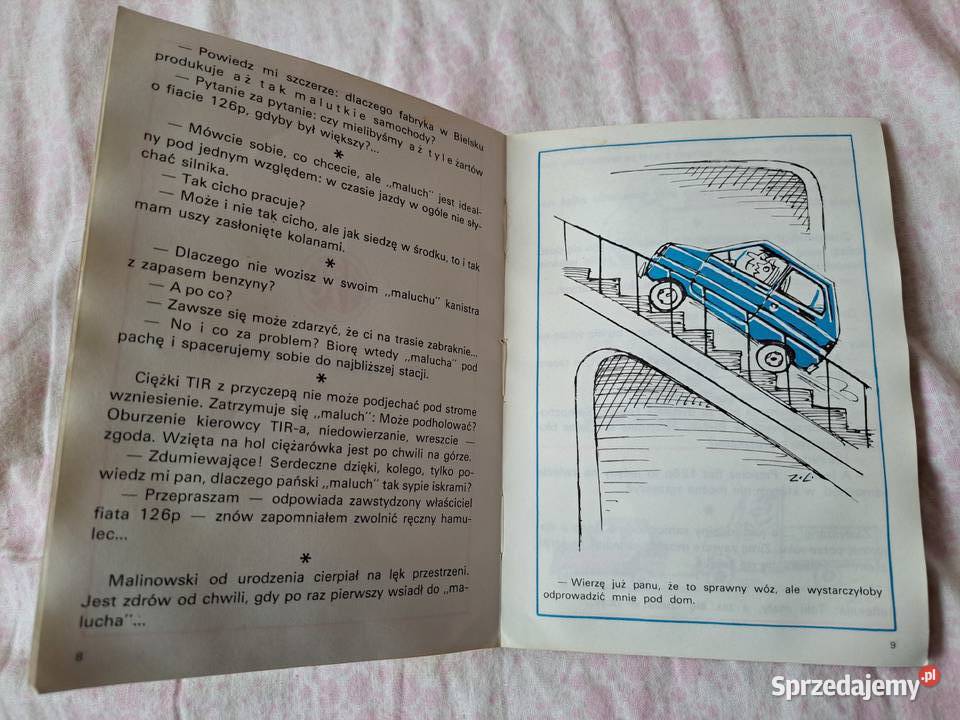 — Powiedz mi szczerze: dlaczego fabryka w Bielsku
produkuje aż tak malutkie samochody?
— Pytanie za pytanie: czy mielibyśmy aż tyle żartów
o fiacie 126p, gdyby był większy?...
*
— Mówcie sobie, co chcecie, ale „maluch" jest ideal-
ny pod jednym względem: w czasie jazdy w ogóle nie sły-
chać silnika.
— Tak cicho pracuje?
— Może i nie tak cicho, ale jak siedzę w środku, to i tak
mam uszy zasłonięte kolanami.
*
— Dlaczego nie wozisz w swoim „maluchu" kanistra
z zapasem benzyny?
— A po co?
— Zawsze się może zdarzyć, że ci na trasie zabraknie...
— No i co za problem? Biorę wtedy „malucha" pod
pachę i spacerujemy sobie do najbliższej stacji.
*
Ciężki TIR z przyczepą nie może podjechać pod strome
wzniesienie. Zatrzymuje się „maluch": Może podholować?
Oburzenie kierowcy TIR-a, niedowierzanie, wreszcie —
zgoda. Wzięta na hol ciężarówka jest po chwili na górze.
— Zdumiewające! Serdeczne dzięki, kolego, tylko po-
wiedz mi pan, dlaczego pański „maluch" tak sypie iskrami?
— Przepraszam — odpowiada zawstydzony właściciel
fiata 126p — znów zapomniałem zwolnić ręczny hamu-
lec...
*
Malinowski od urodzenia cierpiał na lęk przestrzeni.
Jest zdrów od chwili, gdy po raz pierwszy wsiadł do „ma-
lucha"...
8
Z.L.
— Wierzę już panu, że to sprawny wóz, ale wystarczyłoby
odprowadzić mnie pod dom.
9
Sprzedajemy.pl